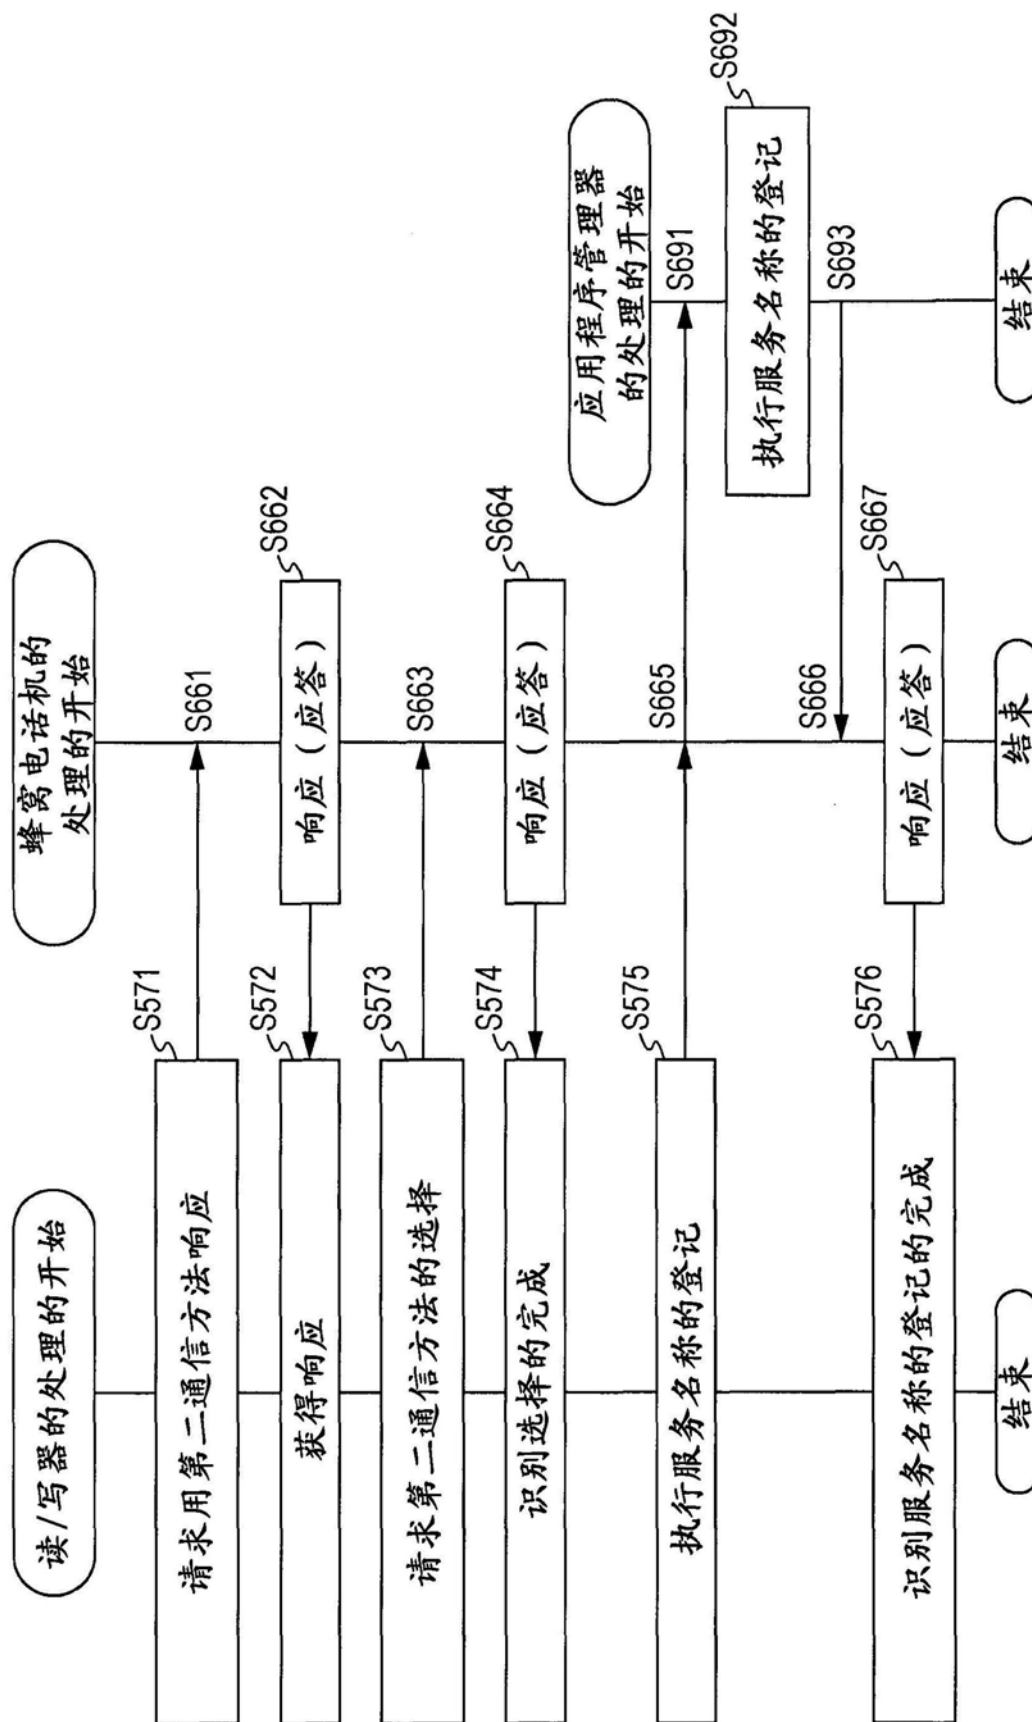 读/写器的处理的开始
蜂窝电话机的
处理的开始
S571
请求用第二通信方法响应
S661
S572
获得响应
S662
响应（应答）
S573
请求第二通信方法的选择
S663
S574
识别选择的完成
S664
响应（应答）
应用程序管理器
的处理的开始
S575
执行服务名称的登记
S665
S691
S692
执行服务名称的登记
S666
S693
S576
识别服务名称的登记的完成
S667
响应（应答）
结束
结束
结束